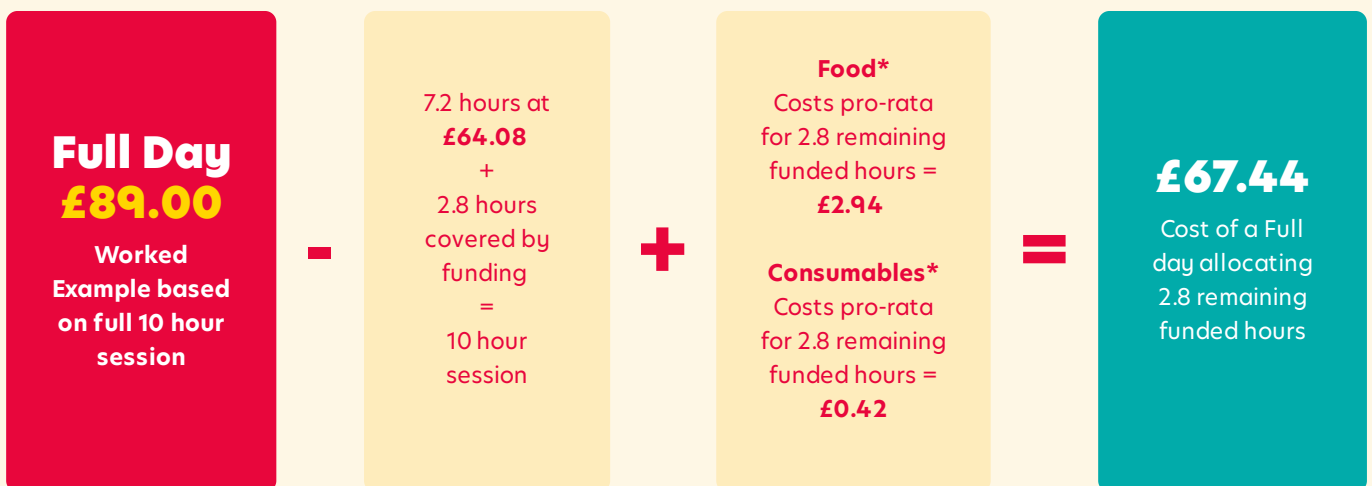 Full Day
£89.00
Worked
Example based
on full 10 hour
session
-
7.2 hours at
£64.08
+
2.8 hours
covered by
funding
=
10 hour
session
+
Food*
Costs pro-rata
for 2.8 remaining
funded hours =
£2.94
Consumables*
Costs pro-rata
for 2.8 remaining
funded hours =
£0.42
=
£67.44
Cost of a Full
day allocating
2.8 remaining
funded hours